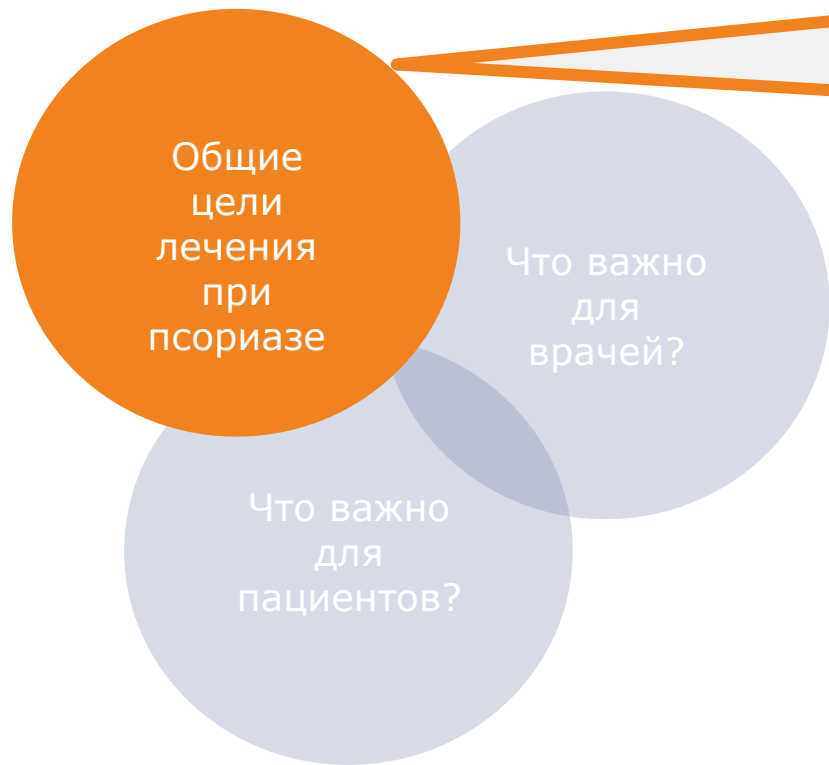 Общие
цели
лечения
при
псориазе
Что важно
для
врачей?
Что важно
для
пациентов?